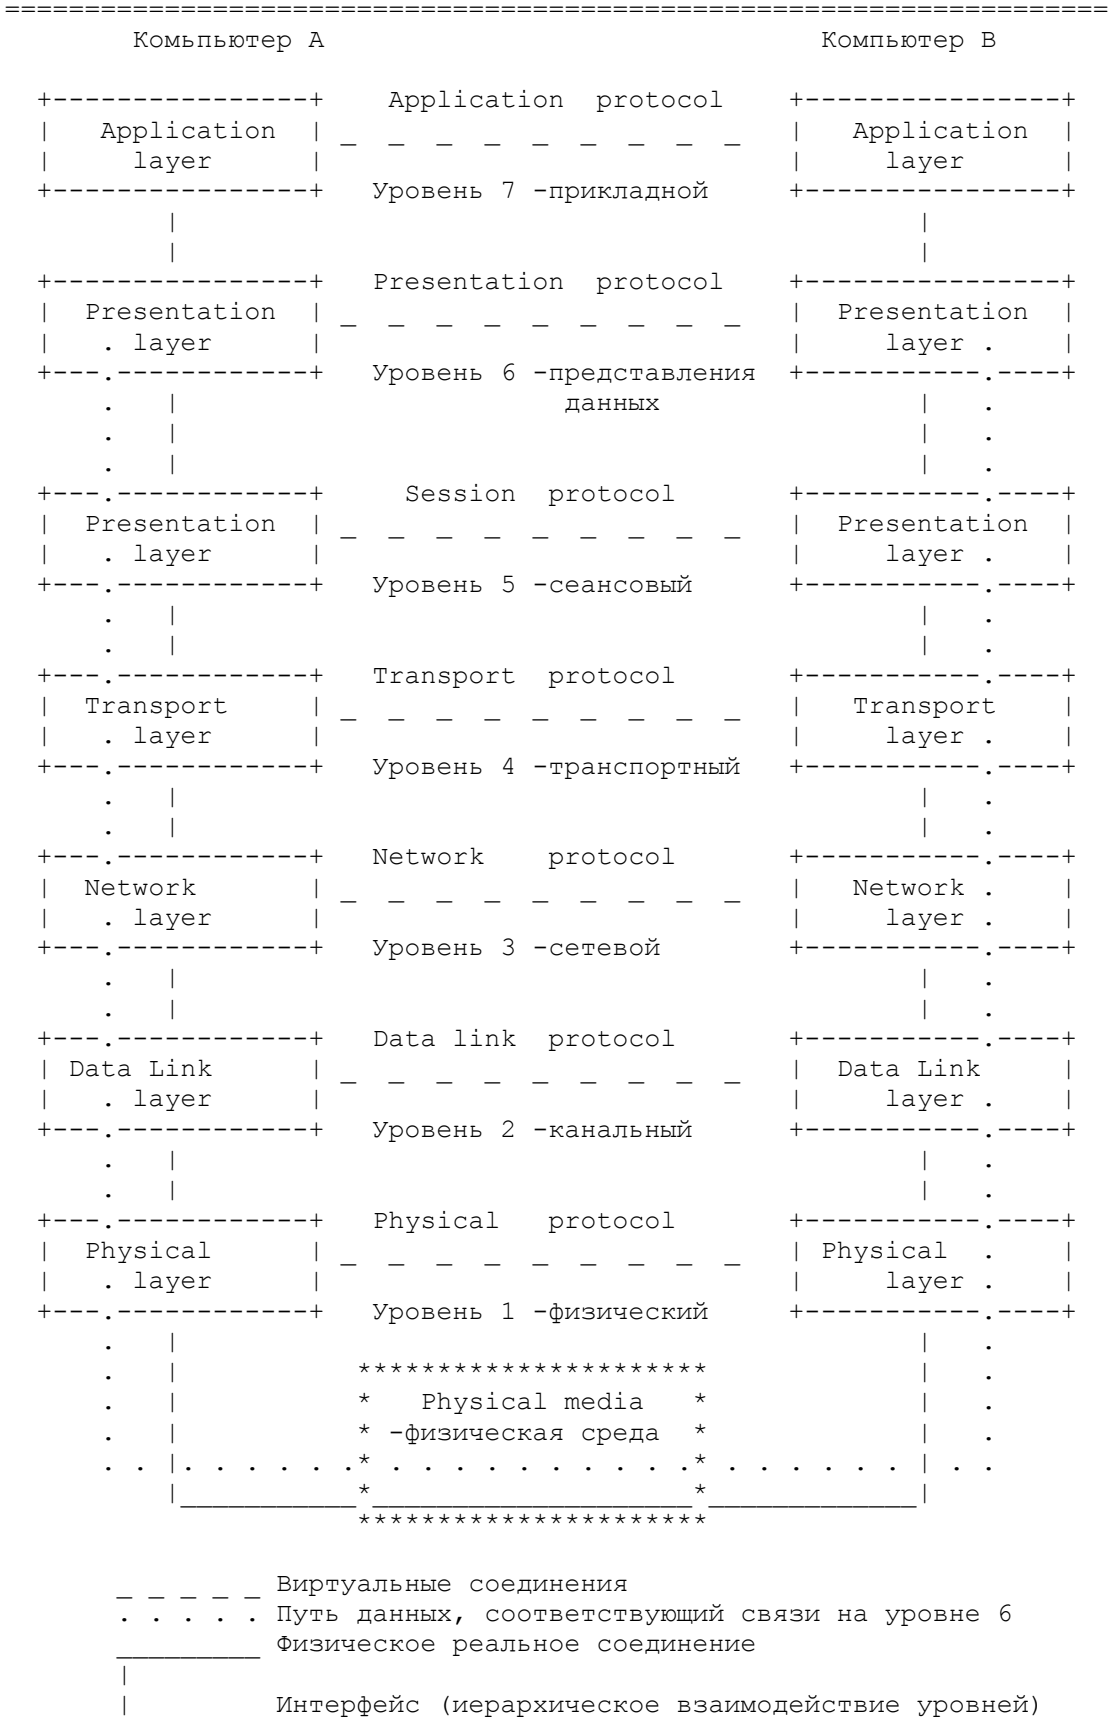 Комьпьютер A Компьютер B
Application protocol
Application Application
layer layer
Уровень 7 -прикладной
Presentation protocol
Presentation Presentation
. layer layer .
Уровень 6 -представления
данных
Session protocol
Presentation Presentation
. layer layer .
Уровень 5 -сеансовый
Transport protocol
Transport Transport
. layer layer .
Уровень 4 -транспортный
Network protocol
Network Network .
. layer layer .
Уровень 3 -сетевой
Data link protocol
Data Link Data Link
. layer layer .
Уровень 2 -канальный
Physical protocol
Physical Physical .
. layer layer .
Уровень 1 -физический
Physical media
-физическая среда
Виртуальные соединения
Путь данных, соответствующий связи на уровне 6
Физическое реальное соединение
Интерфейс (иерархическое взаимодействие уровней)